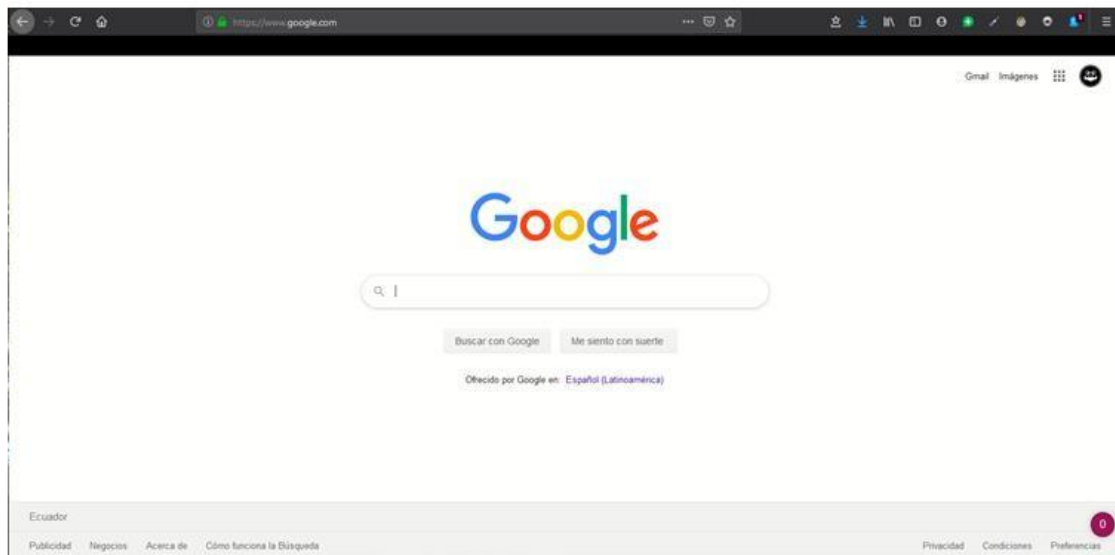 https://www.google.com
Gmail Imágenes
Google
Buscar con Google Me siento con suerte
Ofrecido por Google en: Español (Latinoamérica)
Ecuador
0
Publicidad Negocios Acerca de Cómo funciona la Búsqueda Privacidad Condiciones Preferencias